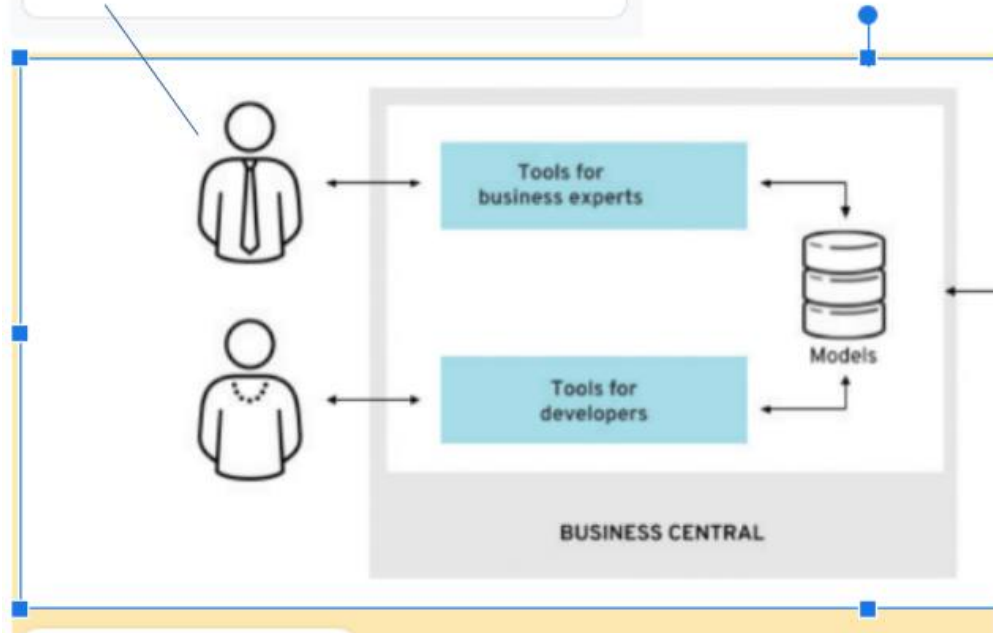 Tools for
business experts
Models
Tools for
developers
BUSINESS CENTRAL